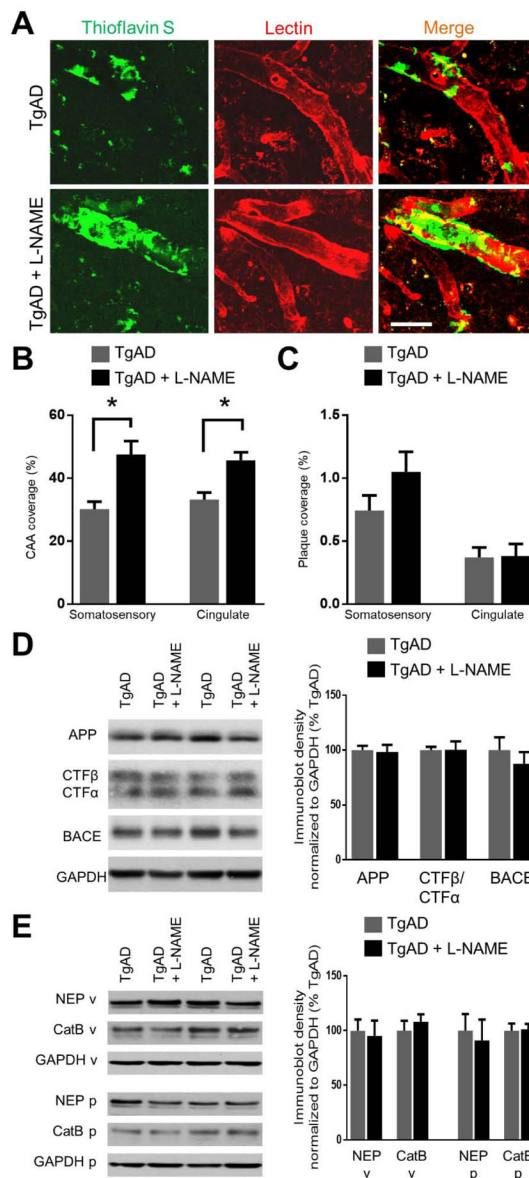 A
Thioflavin S Lectin Merge
TgAD
TgAD + L-NAME
B
TgAD
TgAD + L-NAME
CAA coverage (%)
60
40
20
0
* *
Somatosensory Cingulate
C
TgAD
TgAD + L-NAME
Plaque coverage (%)
1.5
1.0
0.5
0.0
Somatosensory Cingulate
D
TgAD
TgAD
+ L-NAME
TgAD
TgAD
+ L-NAME
APP
CTFβ
CTFα
BACE
GAPDH
TgAD
TgAD + L-NAME
Immunoblot density
normalized to GAPDH (% TgAD)
150
100
50
0
APP CTFβ/ BACE
CTFα
E
TgAD
TgAD
+ L-NAME
TgAD
TgAD
+ L-NAME
NEP v
CatB v
GAPDH v
NEP p
CatB p
GAPDH p
TgAD
TgAD + L-NAME
Immunoblot density
normalized to GAPDH (% TgAD)
150
100
50
0
NEP CatB NEP CatB
v v p p